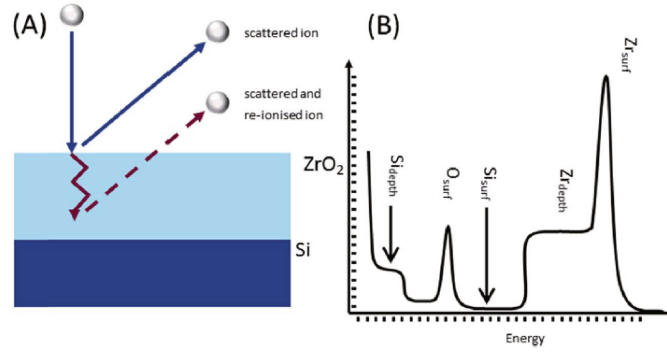 (A)
scattered ion
scattered and
re-ionised ion
ZrO2
Si
(B)
Sidepth
Osurf
Sisurf
Zrdepth
Zrsurf
Energy